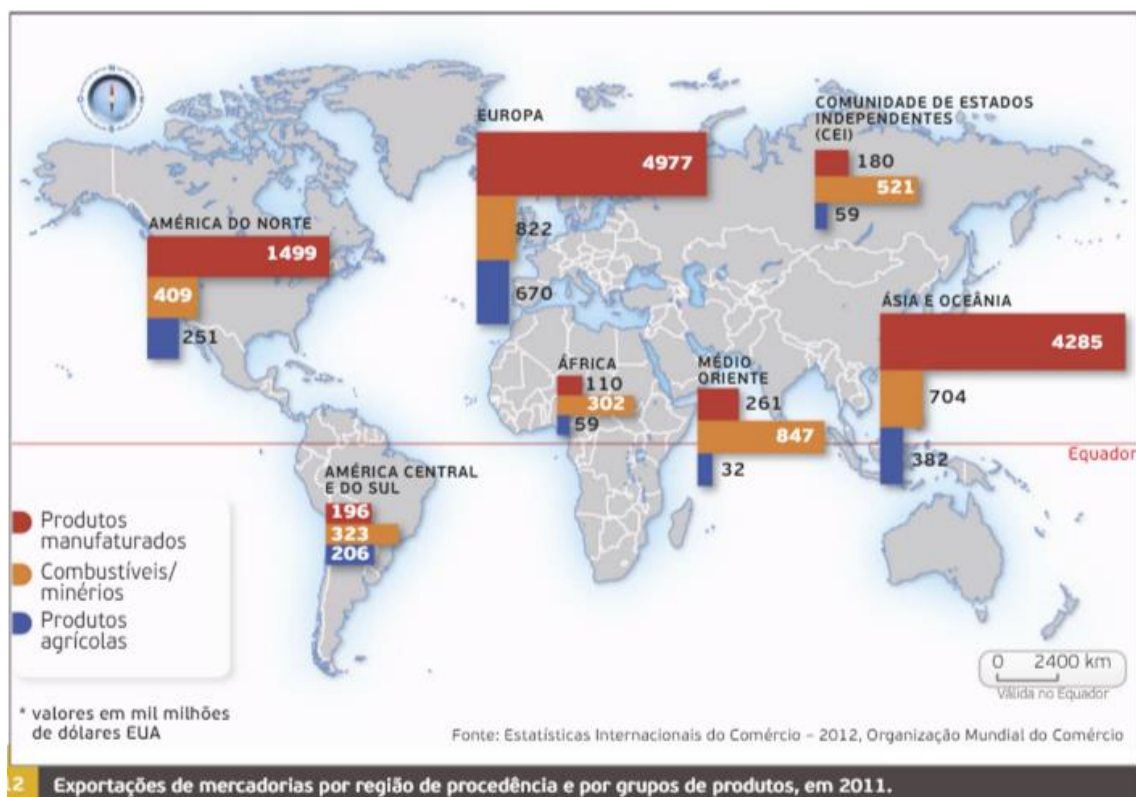 EUROPA
4977
822
670
COMUNIDADE DE ESTADOS
INDEPENDENTES
(CEI)
180
521
59
AMÉRICA DO NORTE
1499
409
251
ÁSIA E OCEÂNIA
4285
704
382
ÁFRICA
110
302
59
MÉDIO
ORIENTE
261
847
32
Equador
AMÉRICA CENTRAL
E DO SUL
196
323
206
Produtos
manufaturados
Combustíveis/
minérios
Produtos
agrícolas
0 2400 km
Válida no Equador
* valores em mil milhões
de dólares EUA
Fonte: Estatísticas Internacionais do Comércio – 2012, Organização Mundial do Comércio
12 Exportações de mercadorias por região de procedência e por grupos de produtos, em 2011.